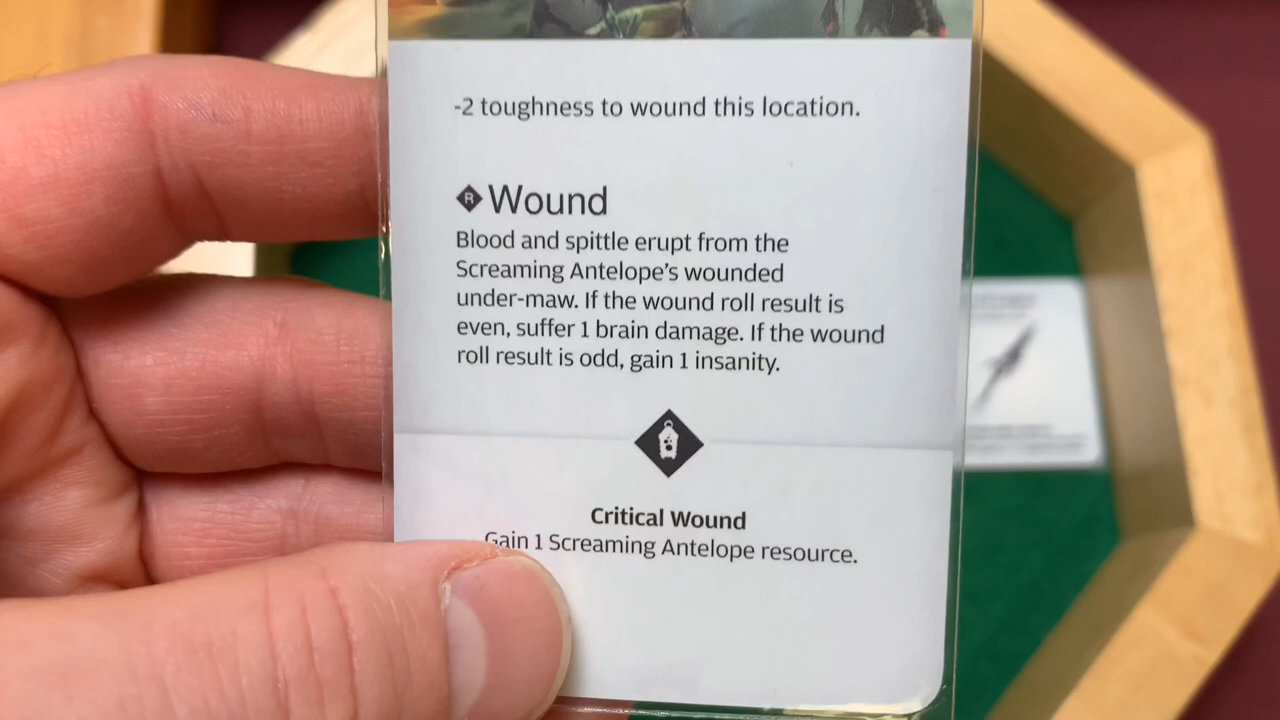 -2 toughness to wound this location.
R Wound
Blood and spittle erupt from the
Screaming Antelope's wounded
under-maw. If the wound roll result is
even, suffer 1 brain damage. If the wound
roll result is odd, gain 1 insanity.
Critical Wound
Gain 1 Screaming Antelope resource.